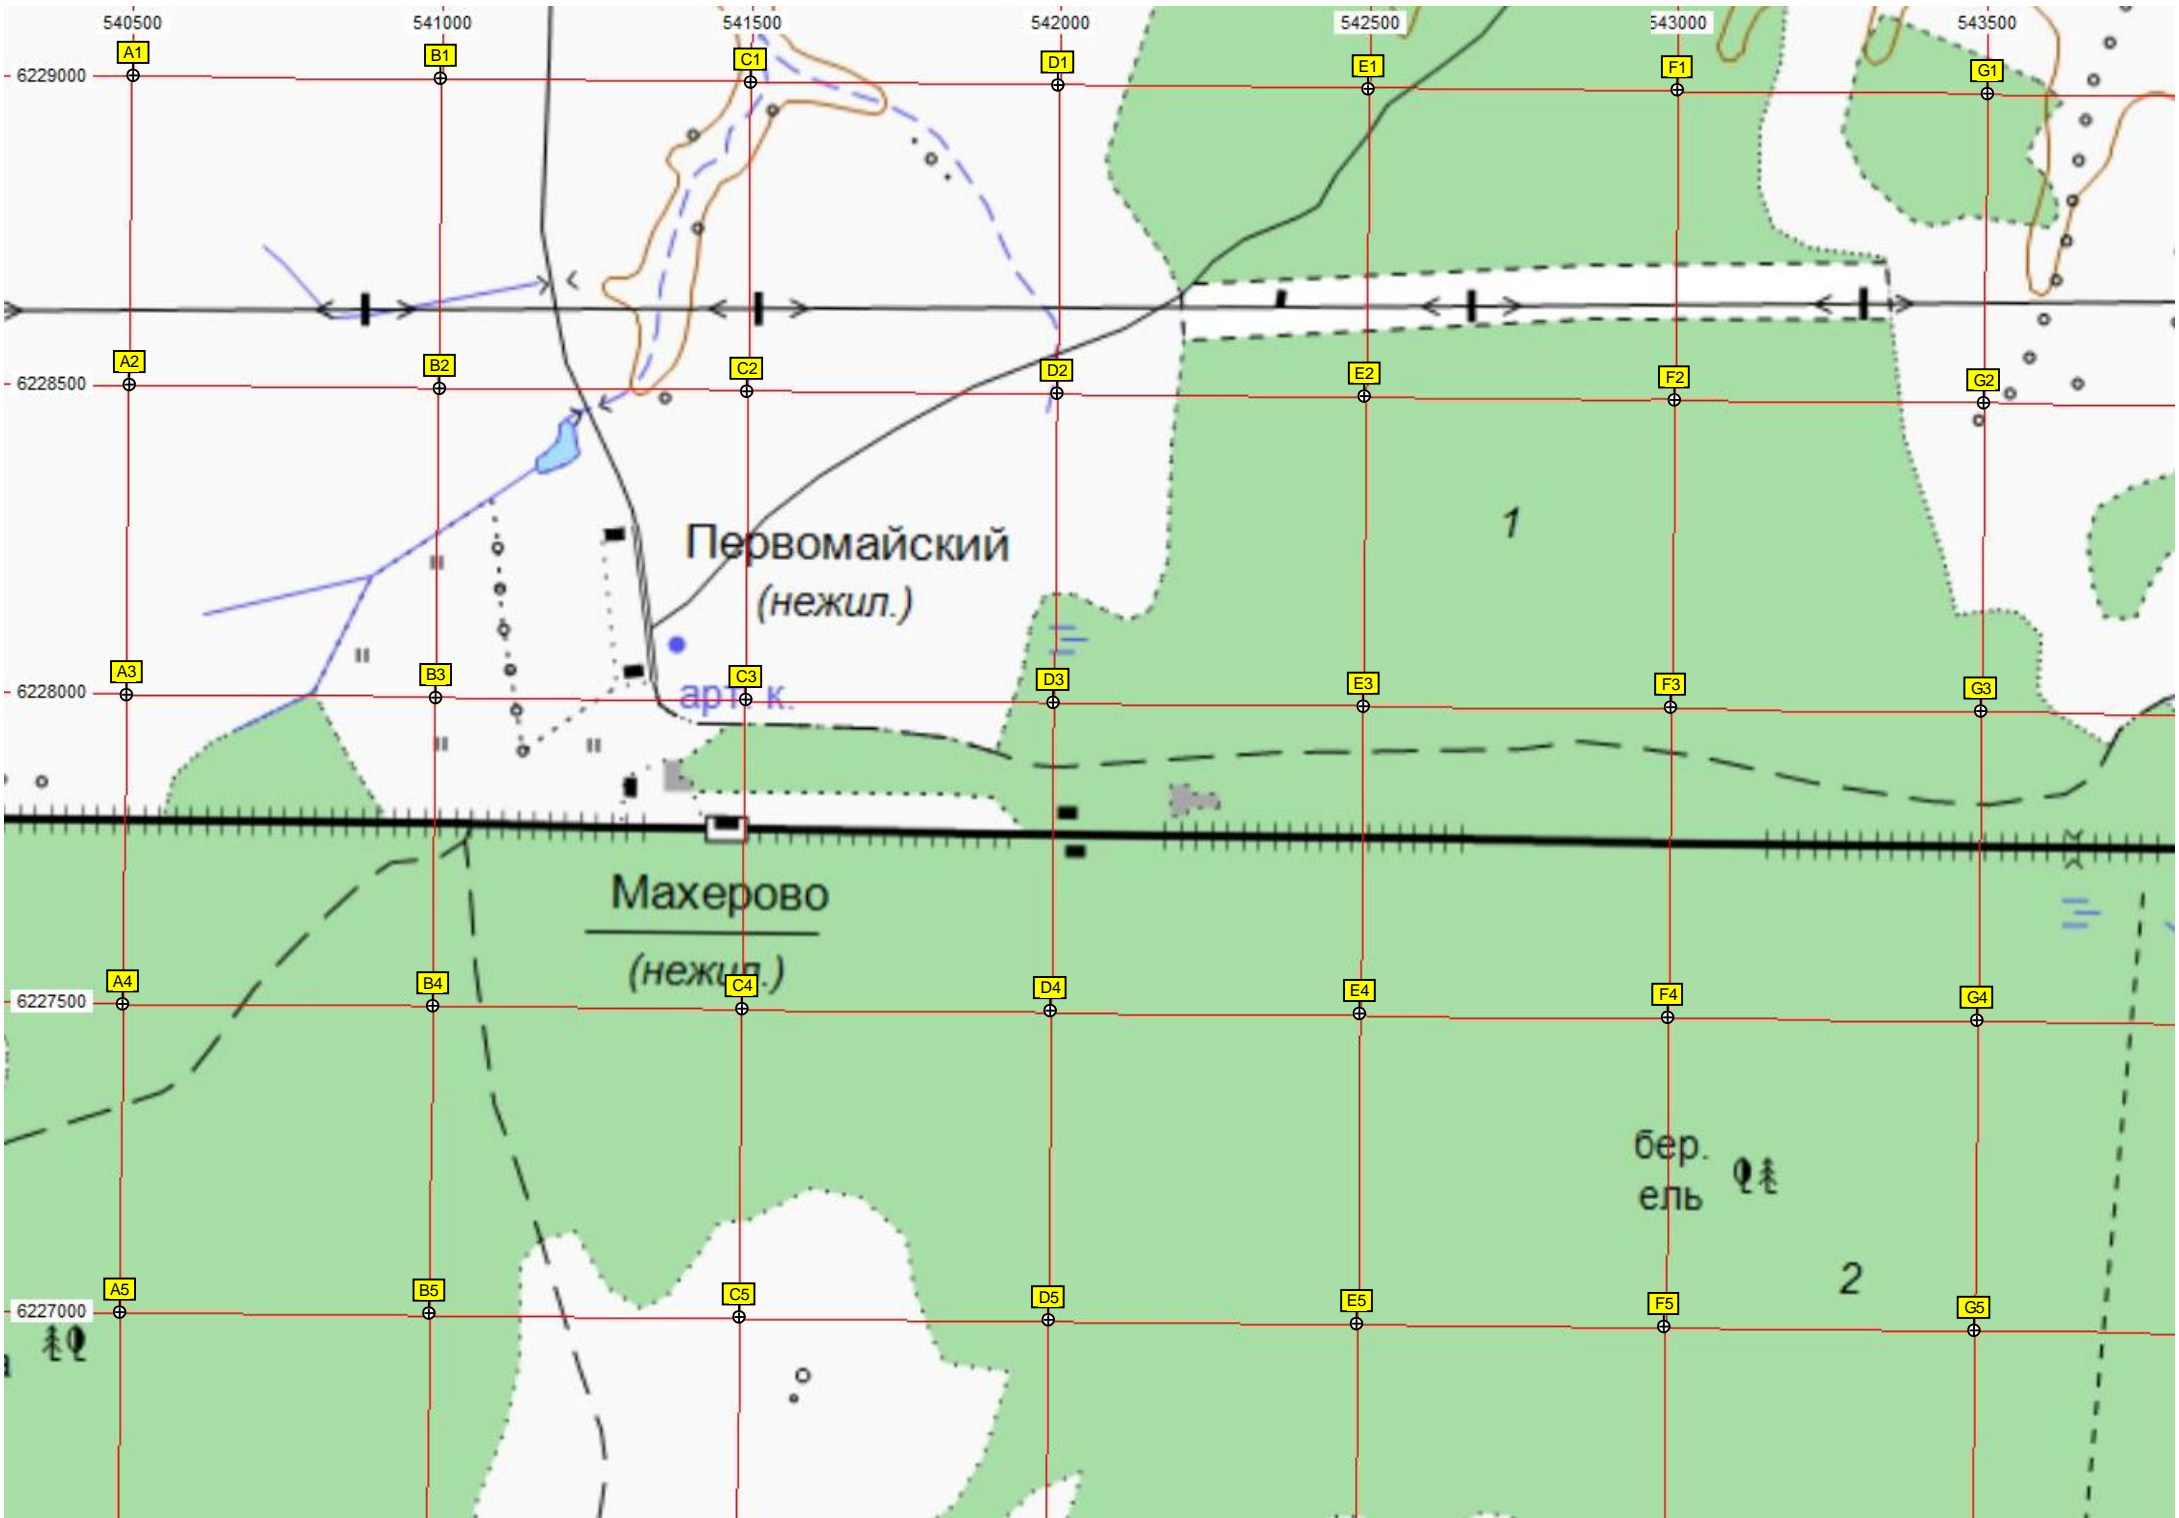 540500 541000 541500 542000 542500 543000 543500
6229000 A1 B1 C1 D1 E1 F1 G1
6228500 A2 B2 C2 D2 E2 F2 G2
1
Первомайский
(нежил.)
6228000 A3 B3 C3 D3 E3 F3 G3
арт. к.
Махерово
(нежил.)
6227500 A4 B4 C4 D4 E4 F4 G4
бер.
ель
2
6227000 A5 B5 C5 D5 E5 F5 G5